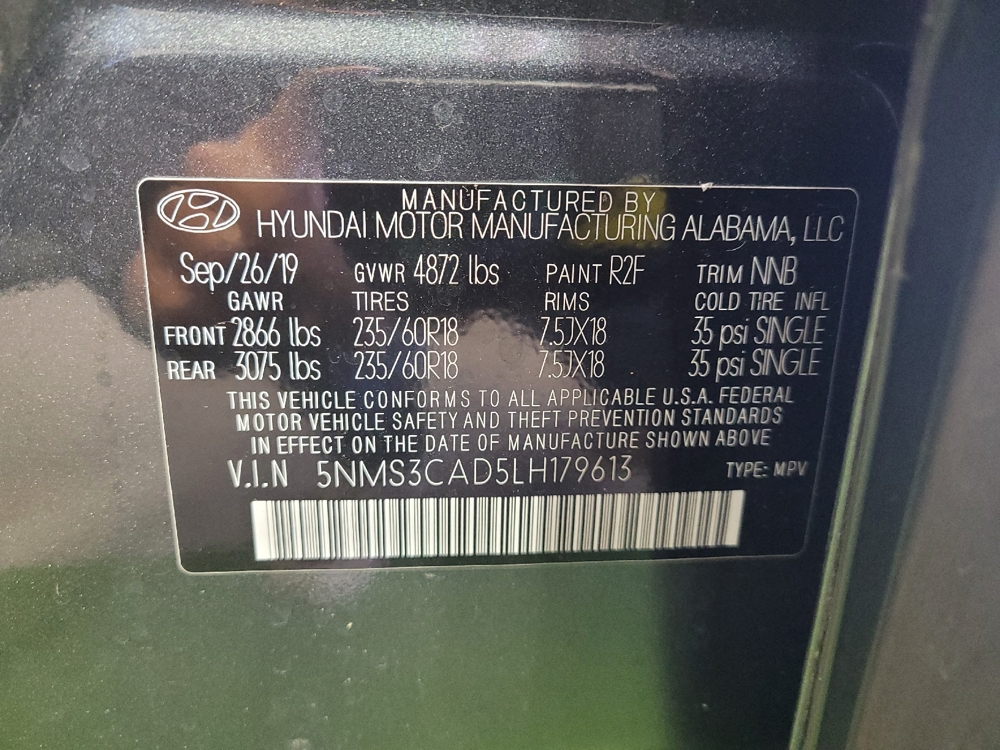 MANUFACTURED BY
HYUNDAI MOTOR MANUFACTURING ALABAMA, LLC
Sep/26/19 GVWR 4872 lbs PAINT R2F TRIM NNB
GAWR TIRES RIMS COLD TIRE INFL
FRONT 2866 lbs 235/60R18 7.5JX18 35 psi SINGLE
REAR 3075 lbs 235/60R18 7.5JX18 35 psi SINGLE
THIS VEHICLE CONFORMS TO ALL APPLICABLE U.S.A. FEDERAL
MOTOR VEHICLE SAFETY AND THEFT PREVENTION STANDARDS
IN EFFECT ON THE DATE OF MANUFACTURE SHOWN ABOVE
V.I.N 5NMS3CAD5LH179613 TYPE: MPV